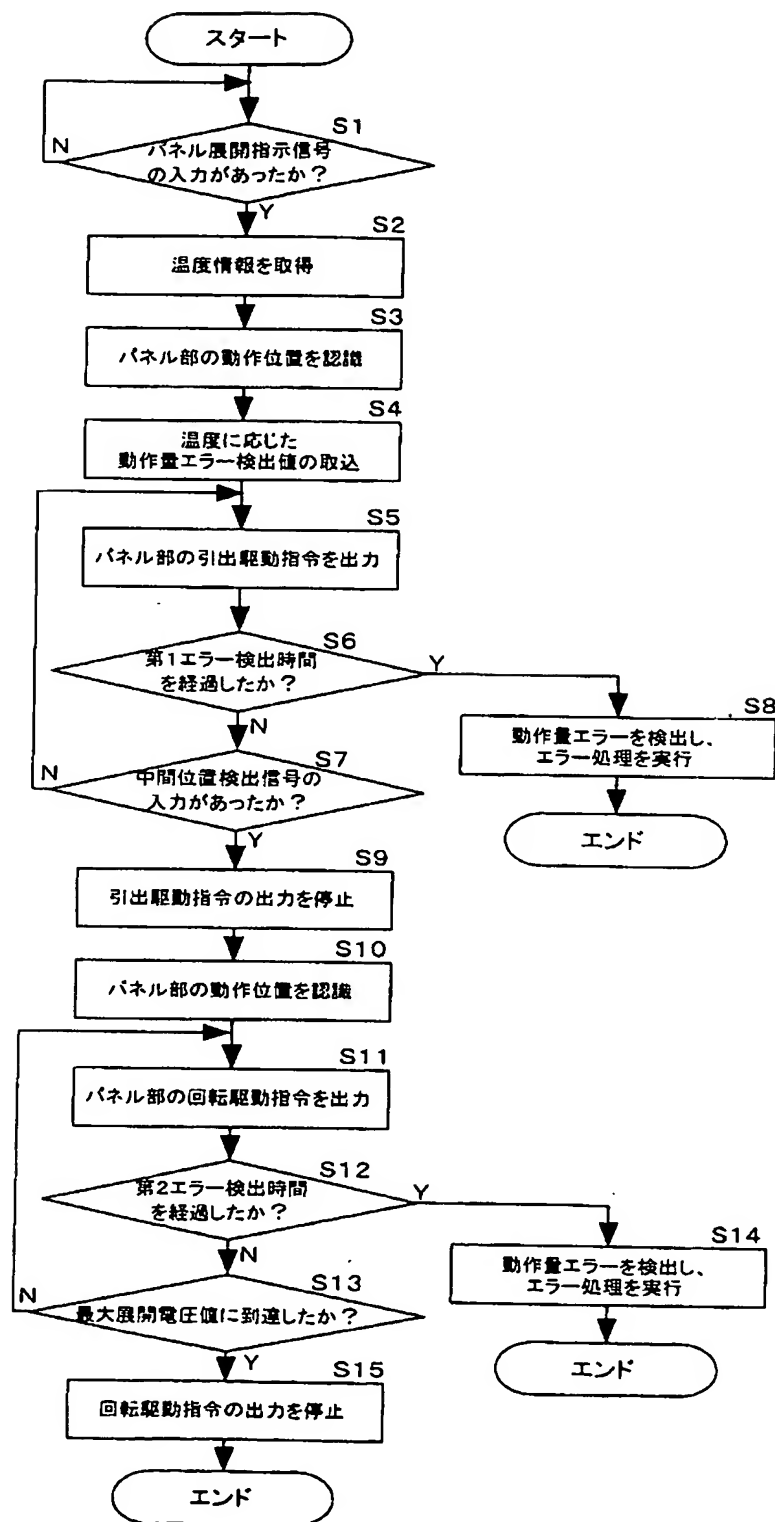 スタート
S1
N
パネル展開指示信号
の入力があったか?
Y
S2
温度情報を取得
S3
パネル部の動作位置を認識
S4
温度に応じた
動作量エラー検出値の取込
S5
パネル部の引出駆動指令を出力
S6
第1エラー検出時間
を経過したか?
Y
N
S8
動作量エラーを検出し、
エラー処理を実行
S7
N
中間位置検出信号の
入力があったか?
エンド
Y
S9
引出駆動指令の出力を停止
S10
パネル部の動作位置を認識
S11
パネル部の回転駆動指令を出力
S12
第2エラー検出時間
を経過したか?
Y
N
S14
動作量エラーを検出し、
エラー処理を実行
S13
N
最大展開電圧値に到達したか?
エンド
Y
S15
回転駆動指令の出力を停止
エンド